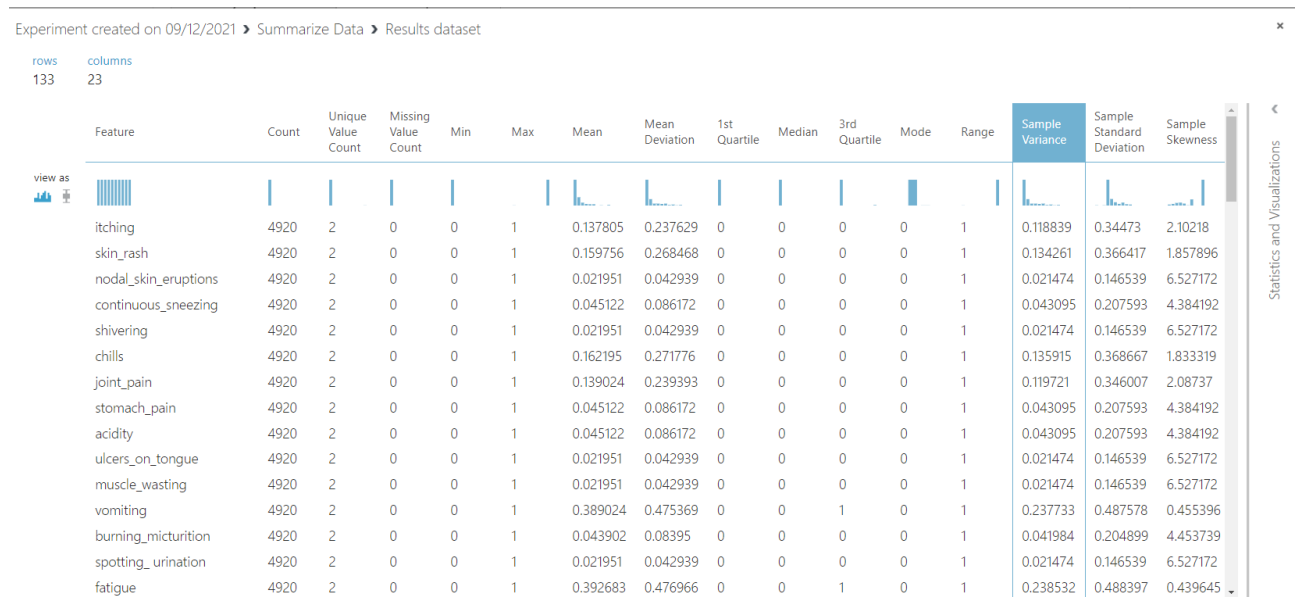 Experiment created on 09/12/2021 › Summarize Data › Results dataset
rows columns
133 23
Feature Count Unique Value Count Missing Value Count Min Max Mean Mean Deviation 1st Quartile Median 3rd Quartile Mode Range Sample Variance Sample Standard Deviation Sample Skewness
view as
itching 4920 2 0 0 1 0.137805 0.237629 0 0 0 0 1 0.118839 0.34473 2.10218
skin_rash 4920 2 0 0 1 0.159756 0.268468 0 0 0 0 1 0.134261 0.366417 1.857896
nodal_skin_eruptions 4920 2 0 0 1 0.021951 0.042939 0 0 0 0 1 0.021474 0.146539 6.527172
continuous_sneezing 4920 2 0 0 1 0.045122 0.086172 0 0 0 0 1 0.043095 0.207593 4.384192
shivering 4920 2 0 0 1 0.021951 0.042939 0 0 0 0 1 0.021474 0.146539 6.527172
chills 4920 2 0 0 1 0.162195 0.271776 0 0 0 0 1 0.135915 0.368667 1.833319
joint_pain 4920 2 0 0 1 0.139024 0.239393 0 0 0 0 1 0.119721 0.346007 2.08737
stomach_pain 4920 2 0 0 1 0.045122 0.086172 0 0 0 0 1 0.043095 0.207593 4.384192
acidity 4920 2 0 0 1 0.045122 0.086172 0 0 0 0 1 0.043095 0.207593 4.384192
ulcers_on_tongue 4920 2 0 0 1 0.021951 0.042939 0 0 0 0 1 0.021474 0.146539 6.527172
muscle_wasting 4920 2 0 0 1 0.021951 0.042939 0 0 0 0 1 0.021474 0.146539 6.527172
vomiting 4920 2 0 0 1 0.389024 0.475369 0 0 1 0 1 0.237733 0.487578 0.455396
burning_micturition 4920 2 0 0 1 0.043902 0.08395 0 0 0 0 1 0.041984 0.204899 4.453739
spotting_ urination 4920 2 0 0 1 0.021951 0.042939 0 0 0 0 1 0.021474 0.146539 6.527172
fatigue 4920 2 0 0 1 0.392683 0.476966 0 0 1 0 1 0.238532 0.488397 0.439645
Statistics and Visualizations